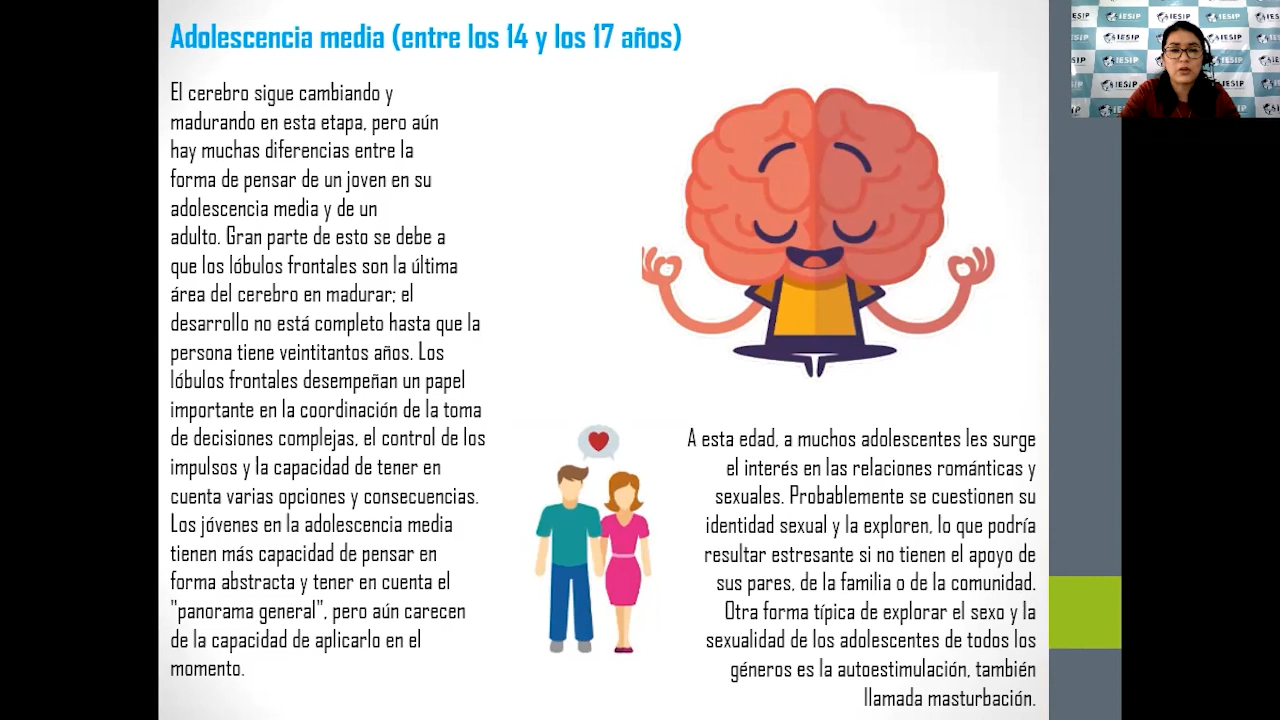 Adolescencia media (entre los 14 y los 17 años)
El cerebro sigue cambiando y
madurando en esta etapa, pero aún
hay muchas diferencias entre la
forma de pensar de un joven en su
adolescencia media y de un
adulto. Gran parte de esto se debe a
que los lóbulos frontales son la última
área del cerebro en madurar; el
desarrollo no está completo hasta que la
persona tiene veintitantos años. Los
lóbulos frontales desempeñan un papel
importante en la coordinación de la toma
de decisiones complejas, el control de los
impulsos y la capacidad de tener en
cuenta varias opciones y consecuencias.
Los jóvenes en la adolescencia media
tienen más capacidad de pensar en
forma abstracta y tener en cuenta el
"panorama general", pero aún carecen
de la capacidad de aplicarlo en el
momento.
A esta edad, a muchos adolescentes les surge
el interés en las relaciones románticas y
sexuales. Probablemente se cuestionen su
identidad sexual y la exploren, lo que podría
resultar estresante si no tienen el apoyo de
sus pares, de la familia o de la comunidad.
Otra forma típica de explorar el sexo y la
sexualidad de los adolescentes de todos los
géneros es la autoestimulación, también
llamada masturbación.
IESIP